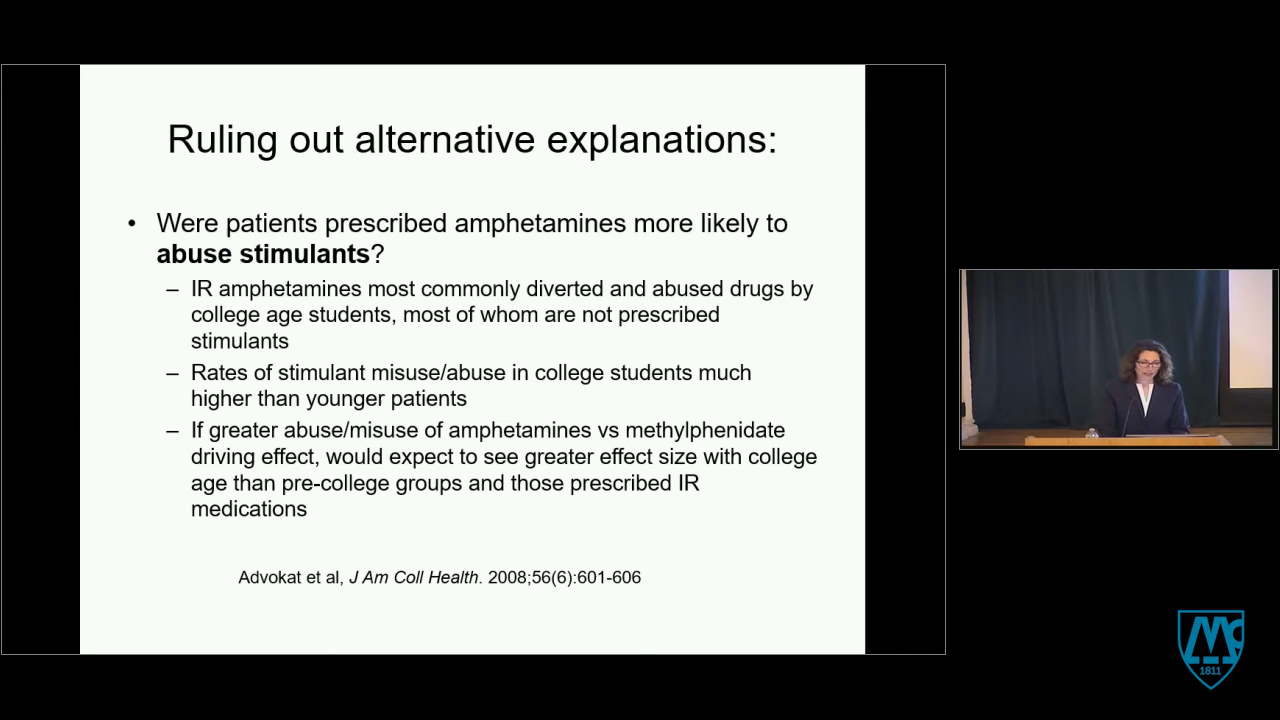 Ruling out alternative explanations:
• Were patients prescribed amphetamines more likely to
abuse stimulants?
– IR amphetamines most commonly diverted and abused drugs by
college age students, most of whom are not prescribed
stimulants
– Rates of stimulant misuse/abuse in college students much
higher than younger patients
– If greater abuse/misuse of amphetamines vs methylphenidate
driving effect, would expect to see greater effect size with college
age than pre-college groups and those prescribed IR
medications
Advokat et al, J Am Coll Health. 2008;56(6):601-606
1811